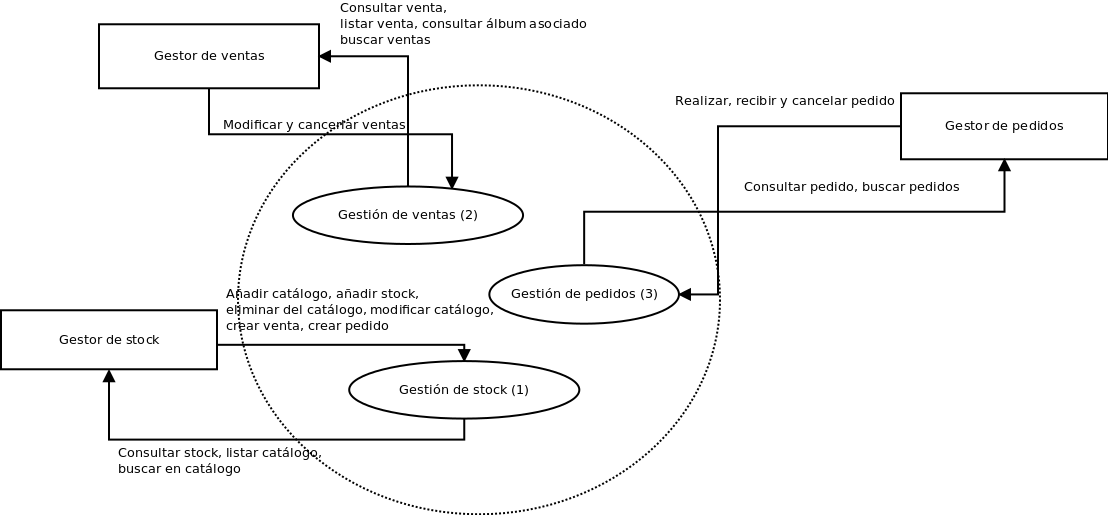 Consultar venta,
listar venta, consultar álbum asociado
buscar ventas
Gestor de ventas
Modificar y cancerlar ventas
Realizar, recibir y cancelar pedido
Gestor de pedidos
Consultar pedido, buscar pedidos
Gestión de ventas (2)
Gestión de pedidos (3)
Añadir catálogo, añadir stock,
eliminar del catálogo, modificar catálogo,
crear venta, crear pedido
Gestor de stock
Gestión de stock (1)
Consultar stock, listar catálogo,
buscar en catálogo